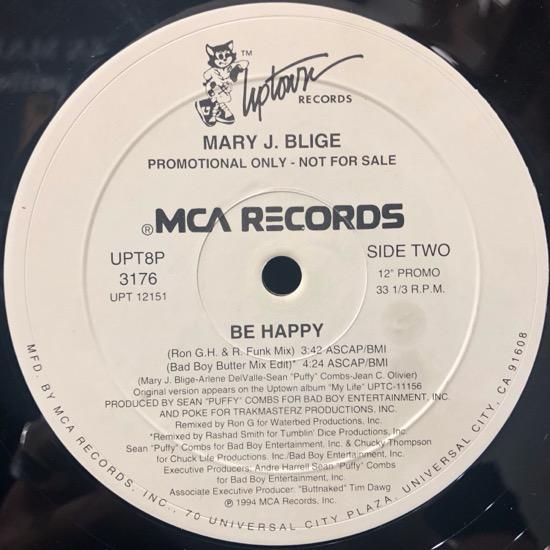 ™
Uptown
RECORDS
MARY J. BLIGE
PROMOTIONAL ONLY - NOT FOR SALE
®MCA RECORDS
UPT8P
3176
UPT 12151
SIDE TWO
12" PROMO
33 1/3 R.P.M.
BE HAPPY
(Ron G.H. & R. Funk Mix) 3:42 ASCAP/BMI
(Bad Boy Butter Mix Edit)* 4:24 ASCAP/BMI
(Mary J. Blige-Arlene DelValle-Sean "Puffy" Combs-Jean C. Olivier)
Original version appears on the Uptown album "My Life" UPTC-11156
PRODUCED BY SEAN "PUFFY" COMBS FOR BAD BOY ENTERTAINMENT, INC.
AND POKE FOR TRAKMASTERZ PRODUCTIONS, INC.
Remixed by Ron G for Waterbed Productions, Inc.
*Remixed by Rashad Smith for Tumblin' Dice Productions, Inc.
Sean "Puffy" Combs for Bad Boy Entertainment, Inc. & Chucky Thompson
for Chuck Life Productions, Inc./Bad Boy Entertainment, Inc.
Executive Producers: Andre Harrell Sean "Puffy" Combs
for Bad Boy Entertainment, Inc.
Associate Executive Producer: "Buttnaked" Tim Dawg
℗ 1994 MCA Records, Inc.
MFD. BY MCA RECORDS, INC., 70 UNIVERSAL CITY PLAZA, UNIVERSAL CITY, CA 91608